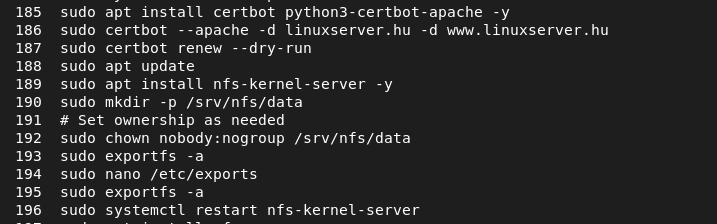 185 sudo apt install certbot python3-certbot-apache -y
186 sudo certbot --apache -d linuxserver.hu -d www.linuxserver.hu
187 sudo certbot renew --dry-run
188 sudo apt update
189 sudo apt install nfs-kernel-server -y
190 sudo mkdir -p /srv/nfs/data
191 # Set ownership as needed
192 sudo chown nobody:nogroup /srv/nfs/data
193 sudo exportfs -a
194 sudo nano /etc/exports
195 sudo exportfs -a
196 sudo systemctl restart nfs-kernel-server